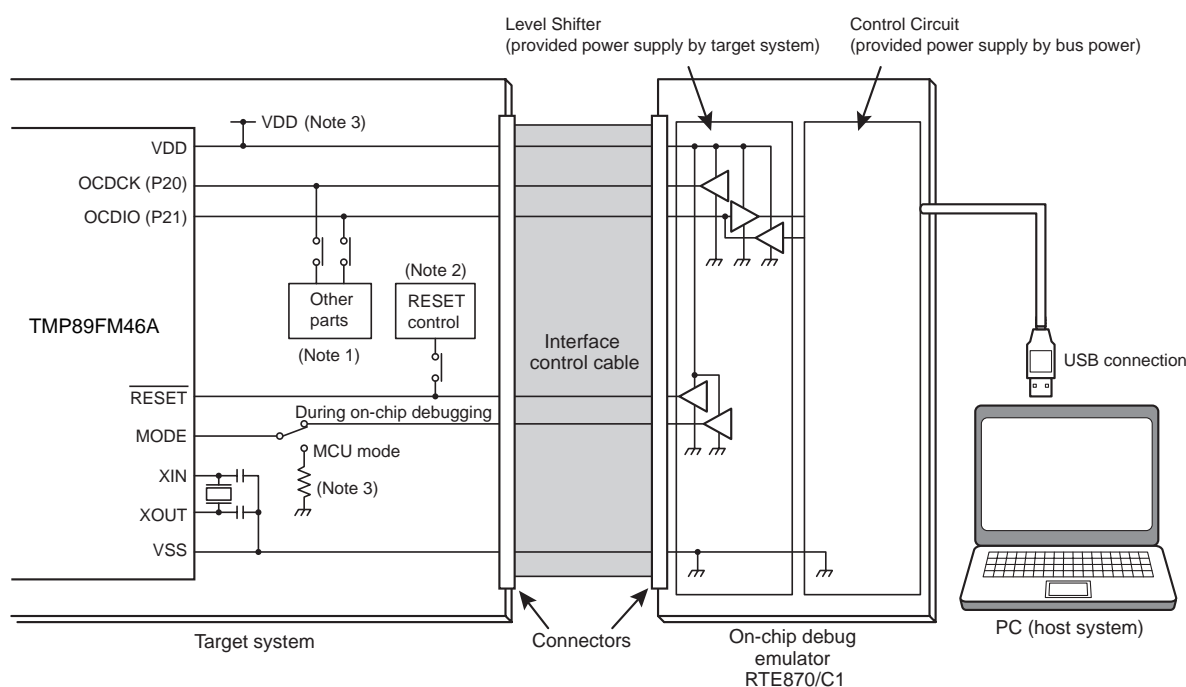 Level Shifter
(provided power supply by target system)
Control Circuit
(provided power supply by bus power)
VDD (Note 3)
VDD
OCDCK (P20)
OCDIO (P21)
(Note 2)
Other
parts
RESET
control
(Note 1)
TMP89FM46A
Interface
control cable
USB connection
RESET
During on-chip debugging
MODE
MCU mode
XIN
(Note 3)
XOUT
VSS
Target system
Connectors
On-chip debug
emulator
RTE870/C1
PC (host system)